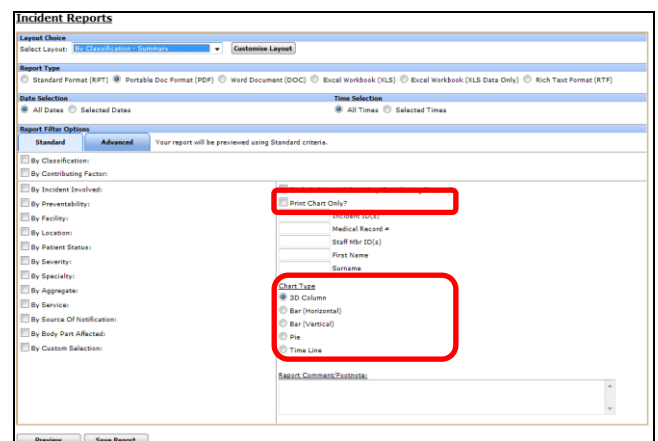 Incident Reports
Layout Choice
Select Layout: By Classification - Summary Customise Layout
Report Type
Standard Format (RPT) Portable Doc Format (PDF) Word Document (DOC) Excel Workbook (XLS) Excel Workbook (XLS Data Only) Rich Text Format (RTF)
Date Selection Time Selection
All Dates Selected Dates All Times Selected Times
Report Filter Options
Standard Advanced Your report will be previewed using Standard criteria.
By Classification:
By Contributing Factor:
By Incident Involved:
By Preventability: Print Chart Only?
By Facility: Incident ID(s)
By Location: Medical Record #
By Patient Status: Staff Mbr ID(s)
By Severity: First Name
By Specialty: Surname
By Aggregate: Chart Type
By Service: 3D Column
By Source Of Notification: Bar (Horizontal)
By Body Part Affected: Bar (Vertical)
By Custom Selection: Pie
Time Line
Report Comment/Footnote:
Preview Save Report